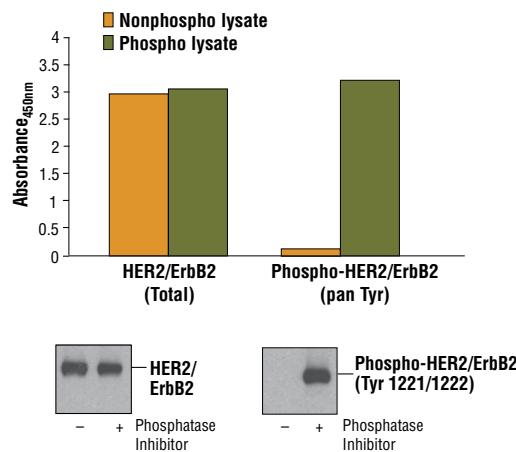 Nonphospho lysate
Phospho lysate
4
3.5
3
2.5
2
1.5
1
0.5
0
Absorbance450nm
HER2/ErbB2
(Total)
Phospho-HER2/ErbB2
(pan Tyr)
HER2/
ErbB2
– + Phosphatase
Inhibitor
Phospho-HER2/ErbB2
(Tyr 1221/1222)
– + Phosphatase
Inhibitor